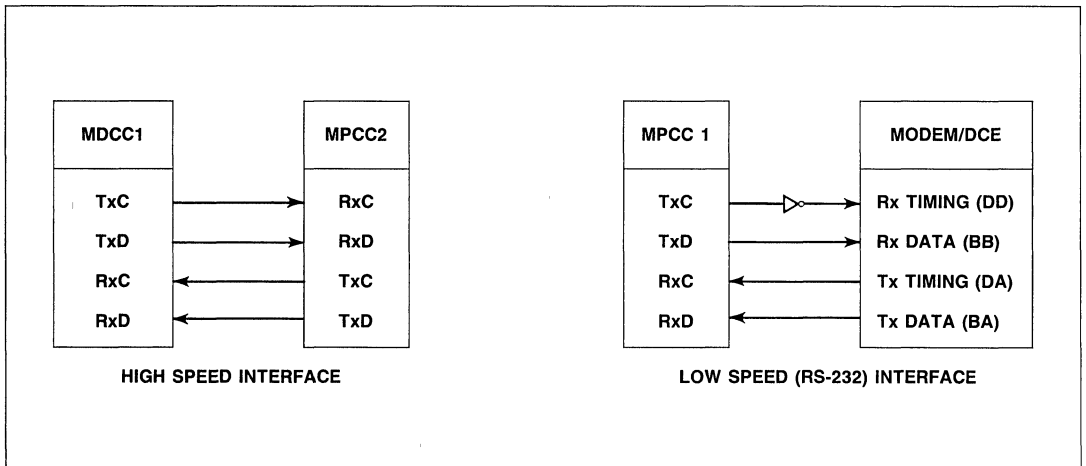 MDCC1
MPCC2
TxC
RxC
TxD
RxD
RxC
TxC
RxD
TxD
HIGH SPEED INTERFACE
MPCC 1
MODEM/DCE
TxC
Rx TIMING (DD)
TxD
Rx DATA (BB)
RxC
Tx TIMING (DA)
RxD
Tx DATA (BA)
LOW SPEED (RS-232) INTERFACE